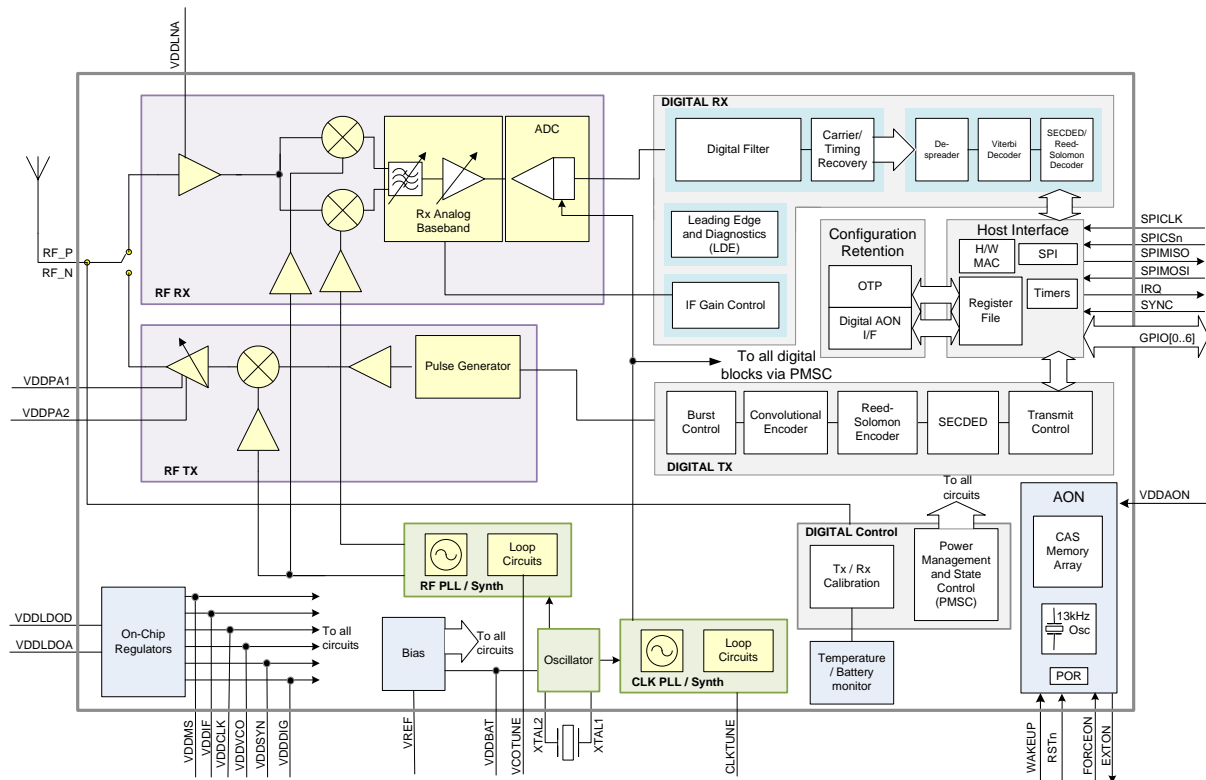 VDDLNA
ADC
Rx Analog
Baseband
RF RX
RF_P
RF_N
DIGITAL RX
Digital Filter
Carrier/
Timing
Recovery
De-
spreader
Viterbi
Decoder
SECDED/
Reed-
Solomon
Decoder
Leading Edge
and Diagnostics
(LDE)
IF Gain Control
Configuration
Retention
OTP
Digital AON
I/F
Host Interface
H/W
MAC
SPI
Register
File
Timers
SPICLK
SPICSn
SPIMISO
SPIMOSI
IRQ
SYNC
GPIO[0..6]
To all digital
blocks via PMSC
VDDPA1
VDDPA2
Pulse Generator
RF TX
Burst
Control
Convolutional
Encoder
Reed-
Solomon
Encoder
SECDED
Transmit
Control
DIGITAL TX
To all
circuits
DIGITAL Control
Tx / Rx
Calibration
Power
Management
and State
Control
(PMSC)
Temperature
/ Battery
monitor
AON
CAS
Memory
Array
13kHz
Osc
POR
VDDAON
Loop
Circuits
RF PLL / Synth
VDDLDOD
VDDLDOA
On-Chip
Regulators
To all
circuits
Bias
To all
circuits
Oscillator
Loop
Circuits
CLK PLL / Synth
VDDMS
VDDIF
VDDCLK
VDDVCO
VDDSYN
VDDDIG
VREF
VDDBAT
VCOTUNE
XTAL2
XTAL1
CLKTUNE
WAKEUP
RSTn
FORCEON
EXTON